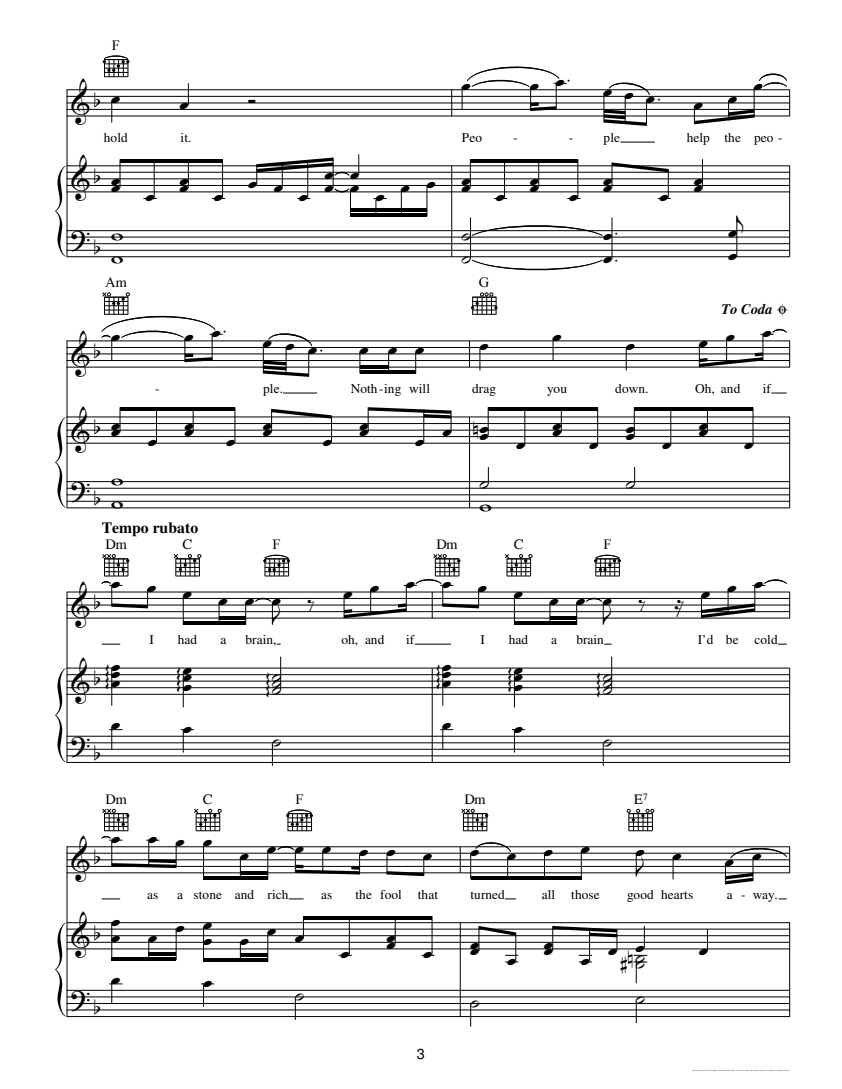 F
hold it. Peo - - ple help the peo -
Am G To Coda
- ple. Noth - ing will drag you down. Oh, and if
Tempo rubato
Dm C F Dm C F
I had a brain, oh, and if I had a brain I'd be cold
Dm C F Dm E7
as a stone and rich as the fool that turned all those good hearts a - way.
3